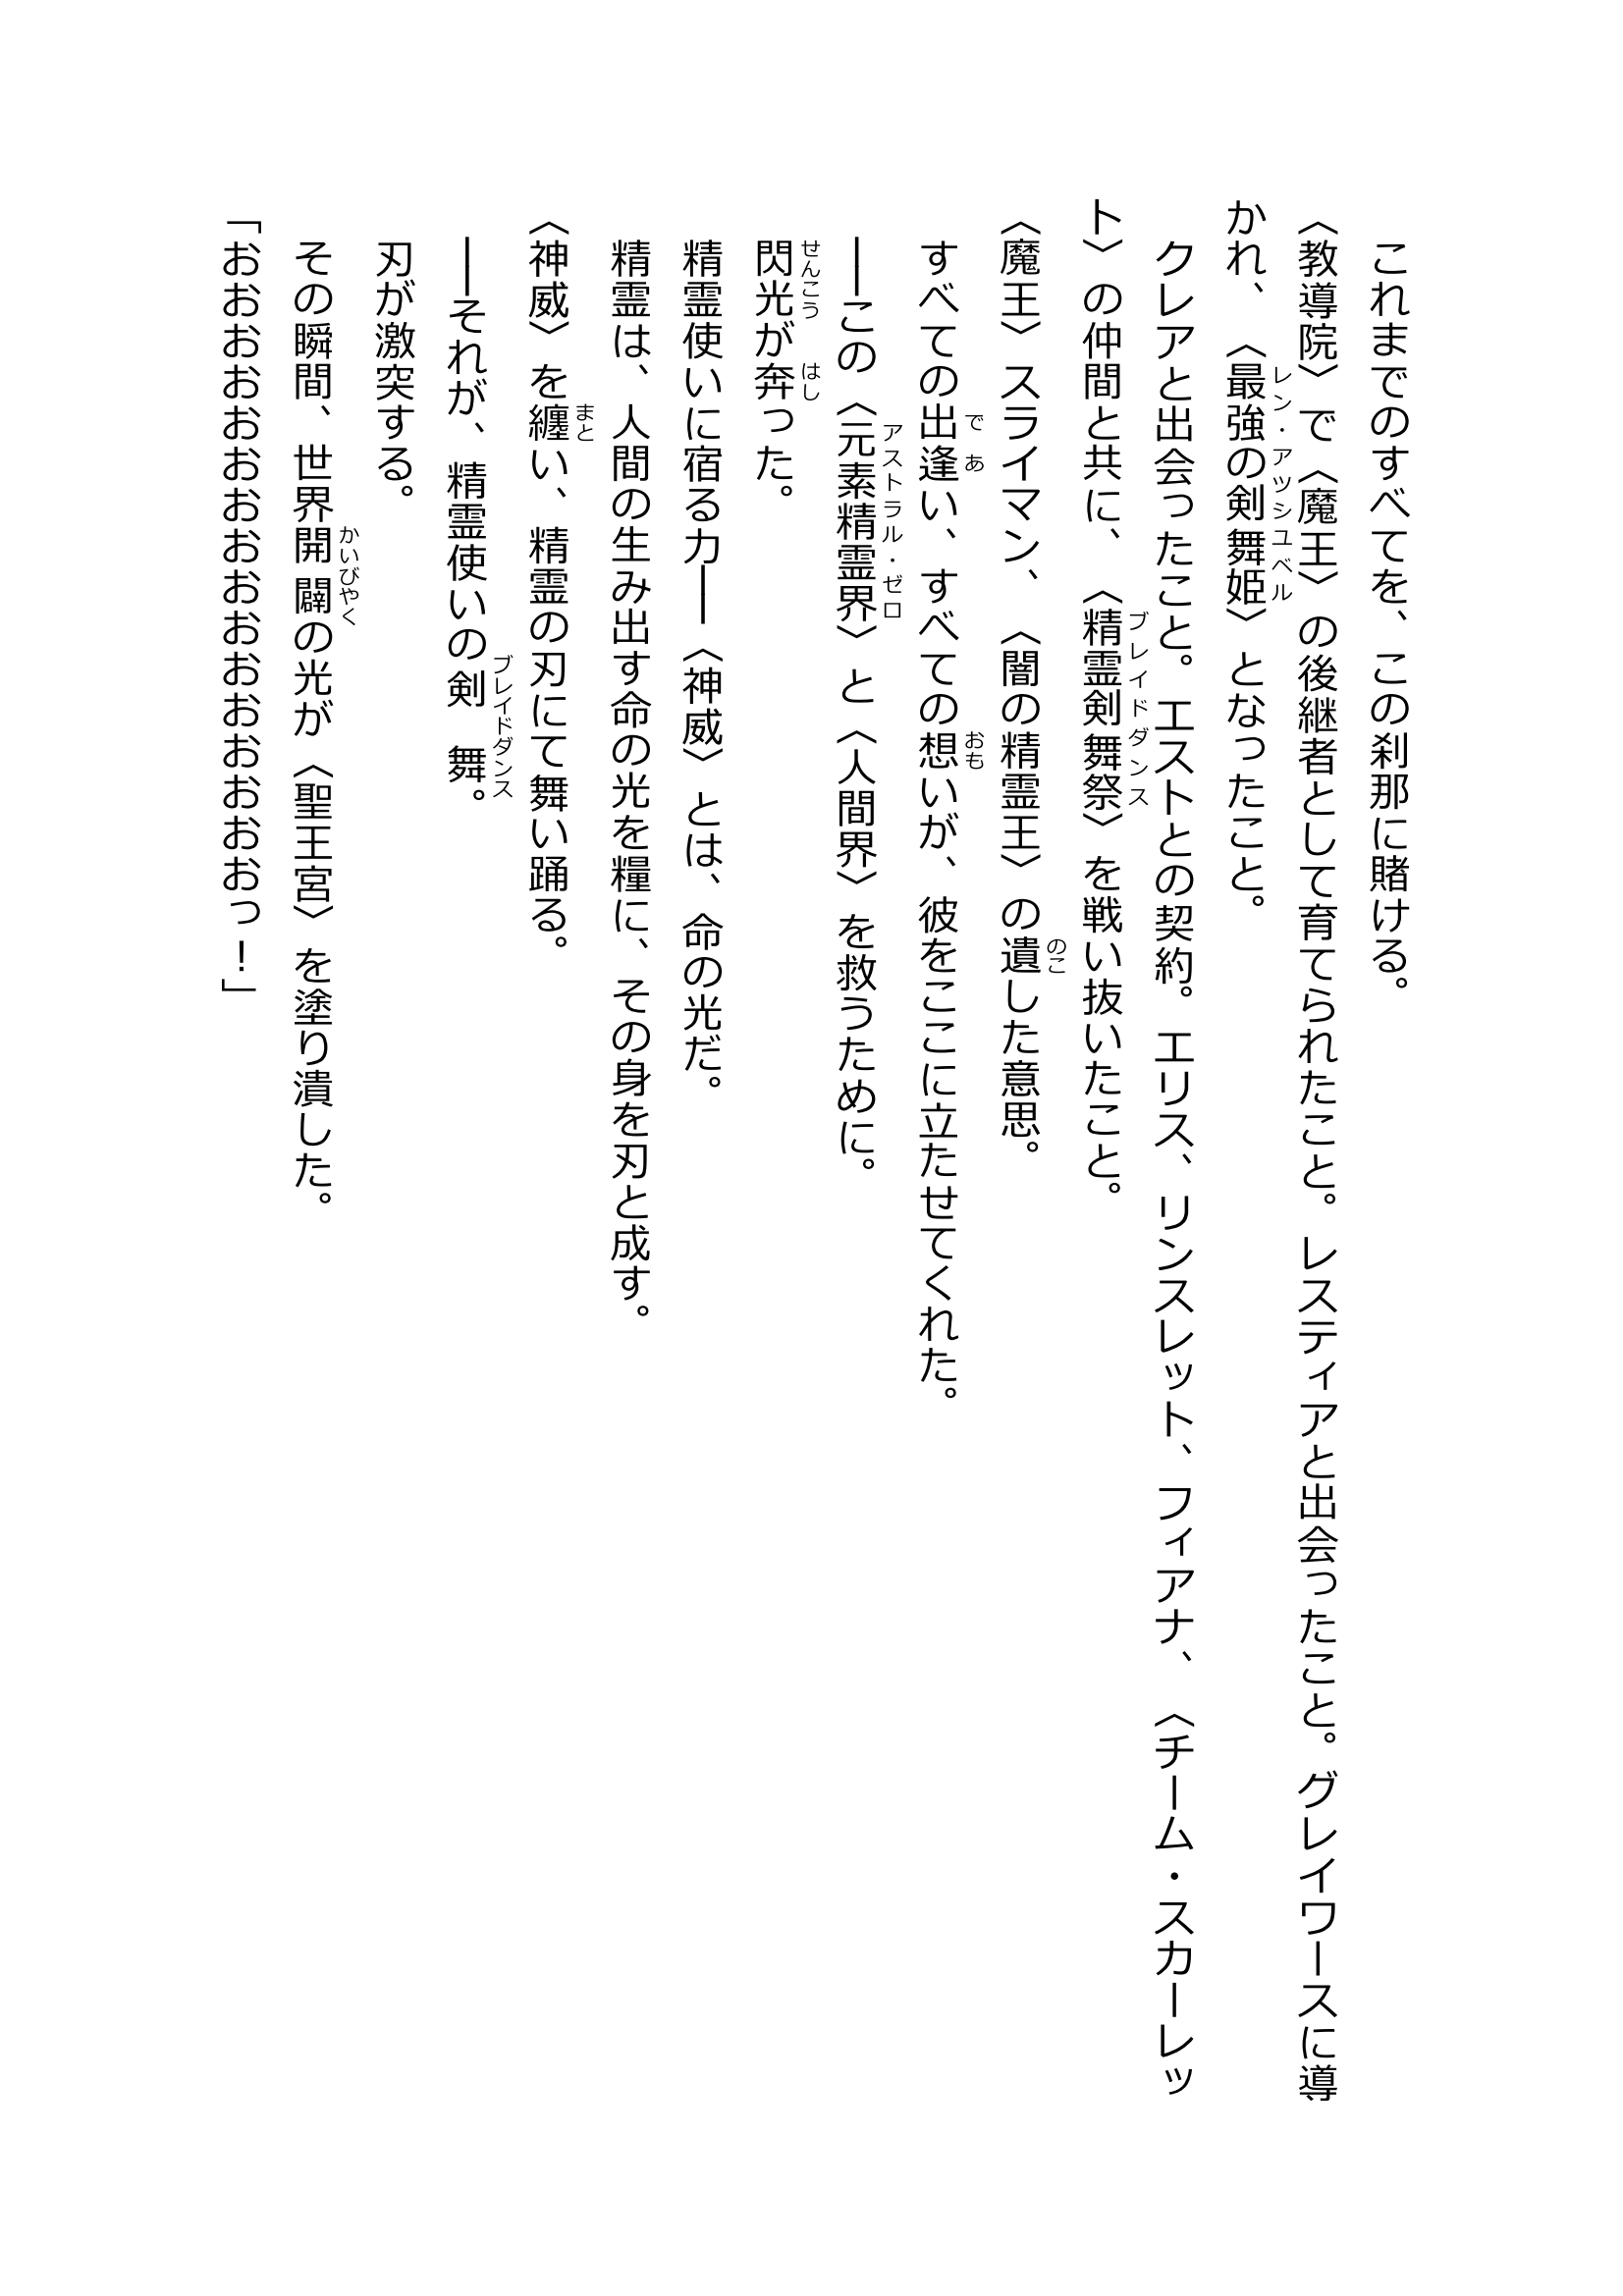 これまでのすべてを、この刹那に賭ける。
〈教導院〉で〈魔王〉の後継者として育てられたこと。レスティアと出会ったこと。グレイワースに導
かれ、〈最強の剣舞姫〉となったこと。
レン・アッシュベル
クレアと出会ったこと。エストとの契約。エリス、リンスレット、フィアナ、〈チーム・スカーレッ
ト〉の仲間と共に、〈精霊剣舞祭〉を戦い抜いたこと。
ブレイドダンス
〈魔王〉スライマン、〈闇の精霊王〉の遺した意思。
のこ
すべての出逢い、すべての想いが、彼をここに立たせてくれた。
であ おも
――この〈元素精霊界〉と〈人間界〉を救うために。
アストラル・ゼロ
閃光が奔った。
せんこう はし
精霊使いに宿る力――〈神威〉とは、命の光だ。
精霊は、人間の生み出す命の光を糧に、その身を刃と成す。
〈神威〉を纏い、精霊の刃にて舞い踊る。
まと
――それが、精霊使いの剣舞。
ブレイドダンス
刃が激突する。
その瞬間、世界開闢の光が〈聖王宮〉を塗り潰した。
かいびやく
「おおおおおおおおおおおおおおおおっ！」